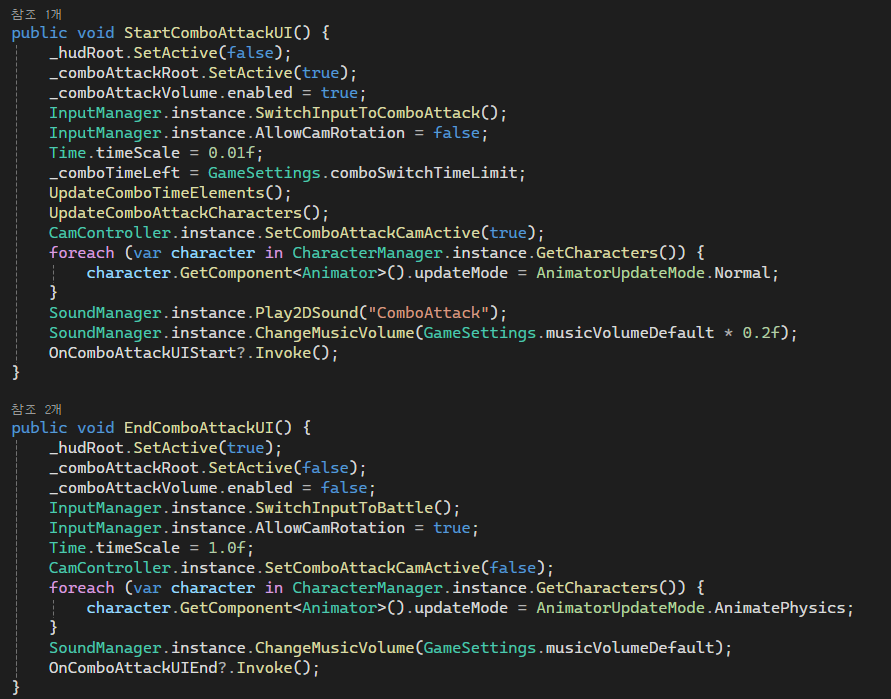 참조 1개
public void StartComboAttackUI() {
    _hudRoot.SetActive(false);
    _comboAttackRoot.SetActive(true);
    _comboAttackVolume.enabled = true;
    InputManager.instance.SwitchInputToComboAttack();
    InputManager.instance.AllowCamRotation = false;
    Time.timeScale = 0.01f;
    _comboTimeLeft = GameSettings.comboSwitchTimeLimit;
    UpdateComboTimeElements();
    UpdateComboAttackCharacters();
    CamController.instance.SetComboAttackCamActive(true);
    foreach (var character in CharacterManager.instance.GetCharacters()) {
        character.GetComponent<Animator>().updateMode = AnimatorUpdateMode.Normal;
    }
    SoundManager.instance.Play2DSound("ComboAttack");
    SoundManager.instance.ChangeMusicVolume(GameSettings.musicVolumeDefault * 0.2f);
    OnComboAttackUIStart?.Invoke();
}
참조 2개
public void EndComboAttackUI() {
    _hudRoot.SetActive(true);
    _comboAttackRoot.SetActive(false);
    _comboAttackVolume.enabled = false;
    InputManager.instance.SwitchInputToBattle();
    InputManager.instance.AllowCamRotation = true;
    Time.timeScale = 1.0f;
    CamController.instance.SetComboAttackCamActive(false);
    foreach (var character in CharacterManager.instance.GetCharacters()) {
        character.GetComponent<Animator>().updateMode = AnimatorUpdateMode.AnimatePhysics;
    }
    SoundManager.instance.ChangeMusicVolume(GameSettings.musicVolumeDefault);
    OnComboAttackUIEnd?.Invoke();
}